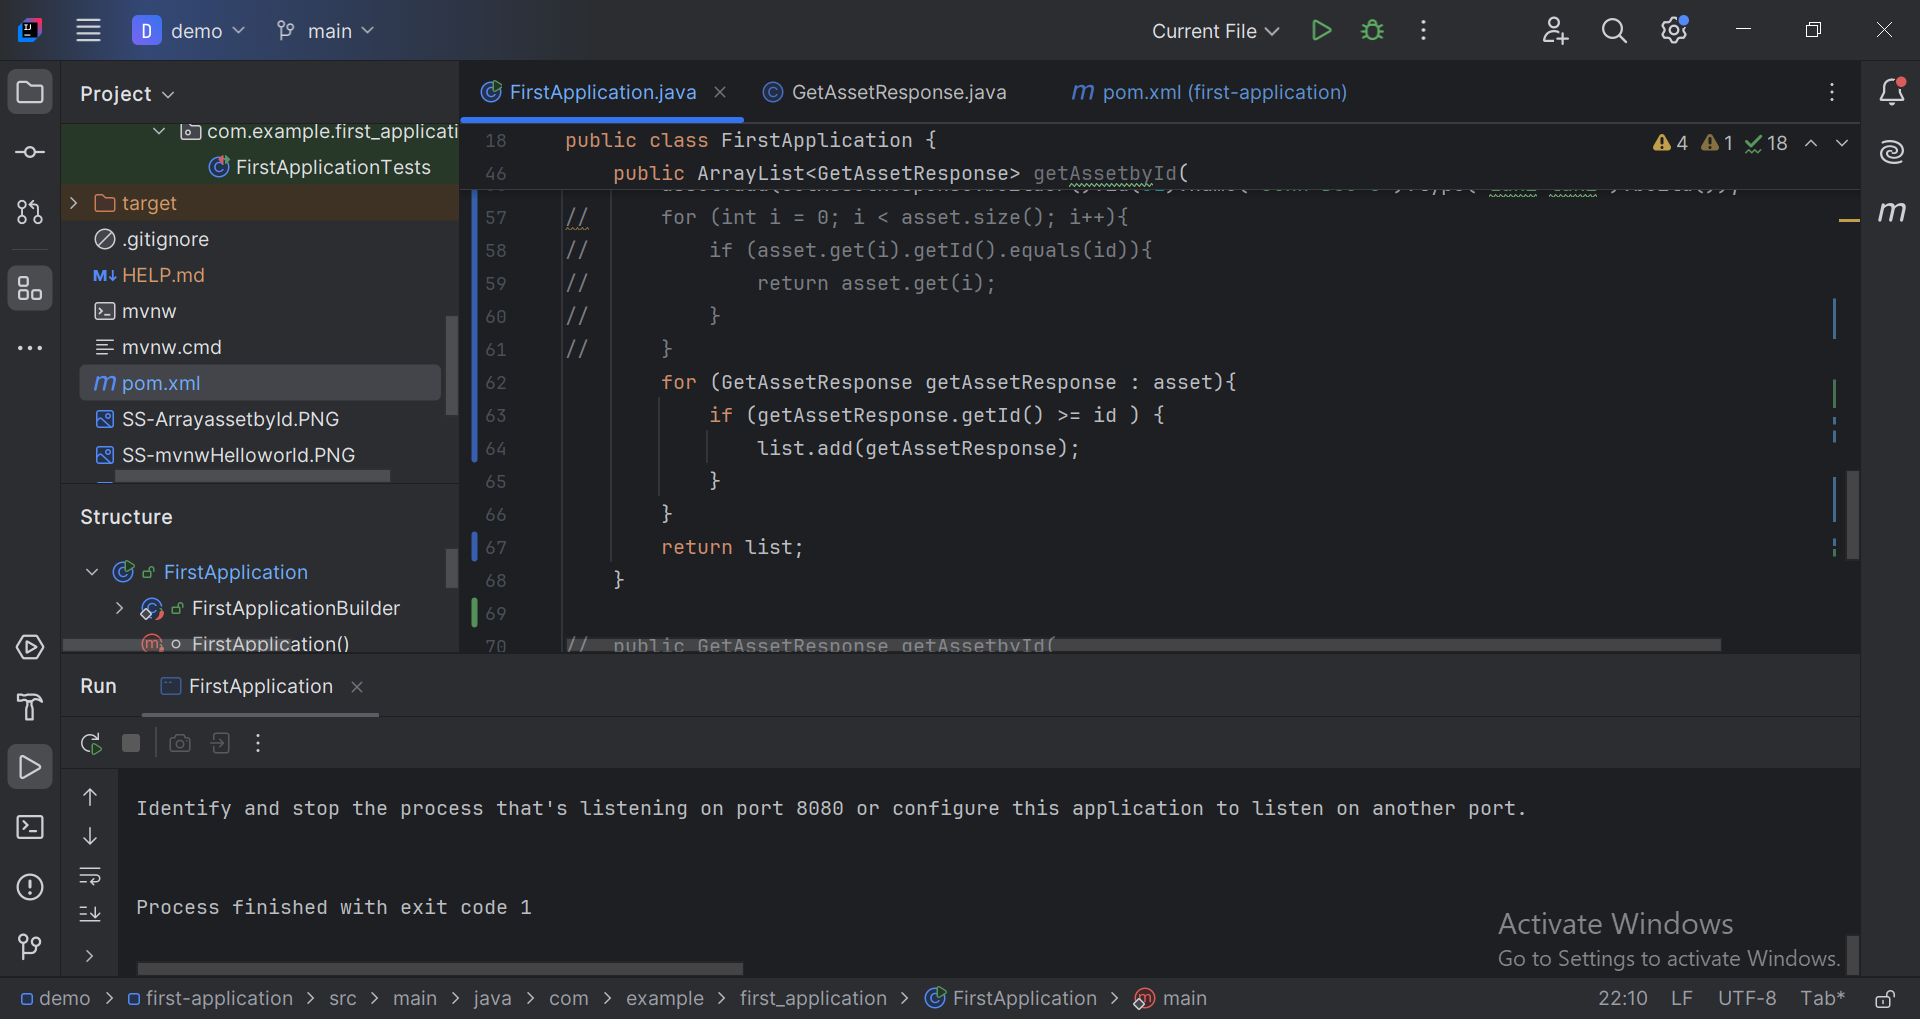 D demo main Current File
Project
FirstApplication.java
GetAssetResponse.java
m pom.xml (first-application)
com.example.first_applicati
FirstApplicationTests
target
.gitignore
M↓ HELP.md
mvnw
mvnw.cmd
m pom.xml
SS-ArrayassetbyId.PNG
SS-mvnwHelloworld.PNG
Structure
FirstApplication
FirstApplicationBuilder
FirstApplication()
18 public class FirstApplication {
4 1 18
46 public ArrayList<GetAssetResponse> getAssetbyId(
57 // for (int i = 0; i < asset.size(); i++){
58 // if (asset.get(i).getId().equals(id)){
59 // return asset.get(i);
60 // }
61 // }
62 for (GetAssetResponse getAssetResponse : asset){
63 if (getAssetResponse.getId() >= id ) {
64 list.add(getAssetResponse);
65 }
66 }
67 return list;
68 }
69
70 // public GetAssetResponse getAssetbyId(
m
Run FirstApplication
Identify and stop the process that's listening on port 8080 or configure this application to listen on another port.
Process finished with exit code 1
Activate Windows
Go to Settings to activate Windows.
demo > first-application > src > main > java > com > example > first_application > FirstApplication > main
22:10 LF UTF-8 Tab*